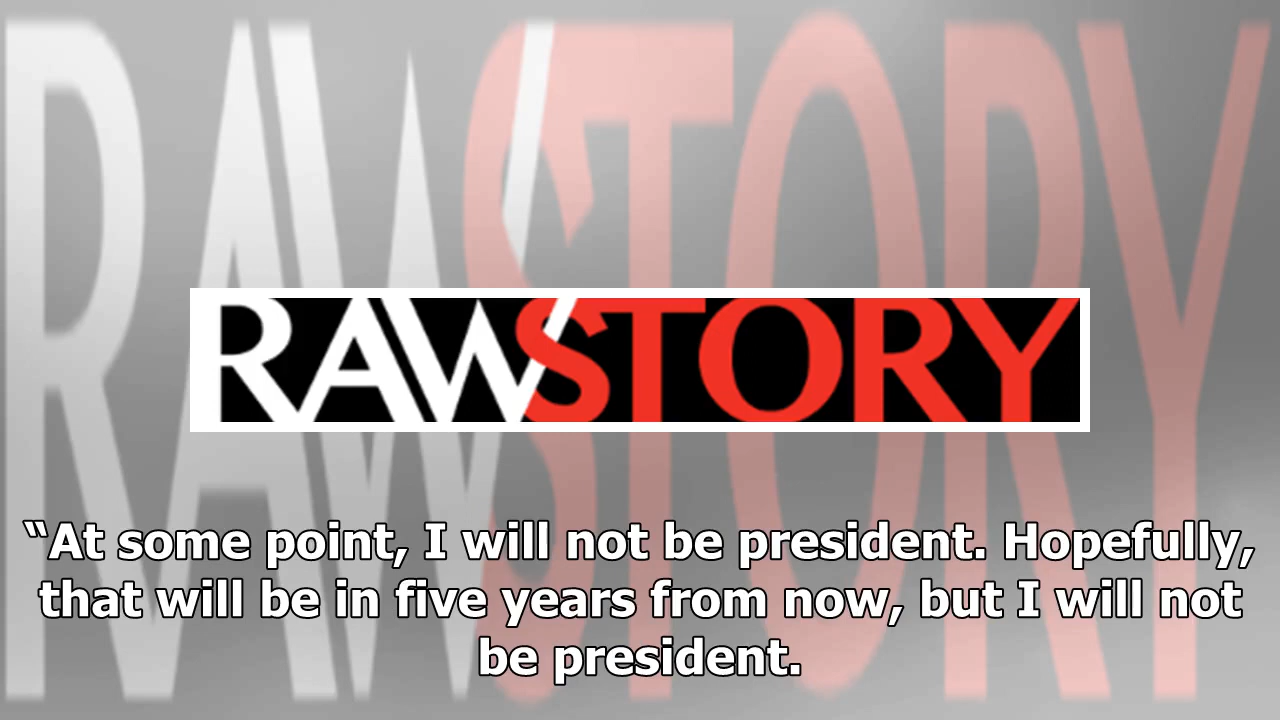 RAWSTORY
RAWSTORY
“At some point, I will not be president. Hopefully,
that will be in five years from now, but I will not
be president.